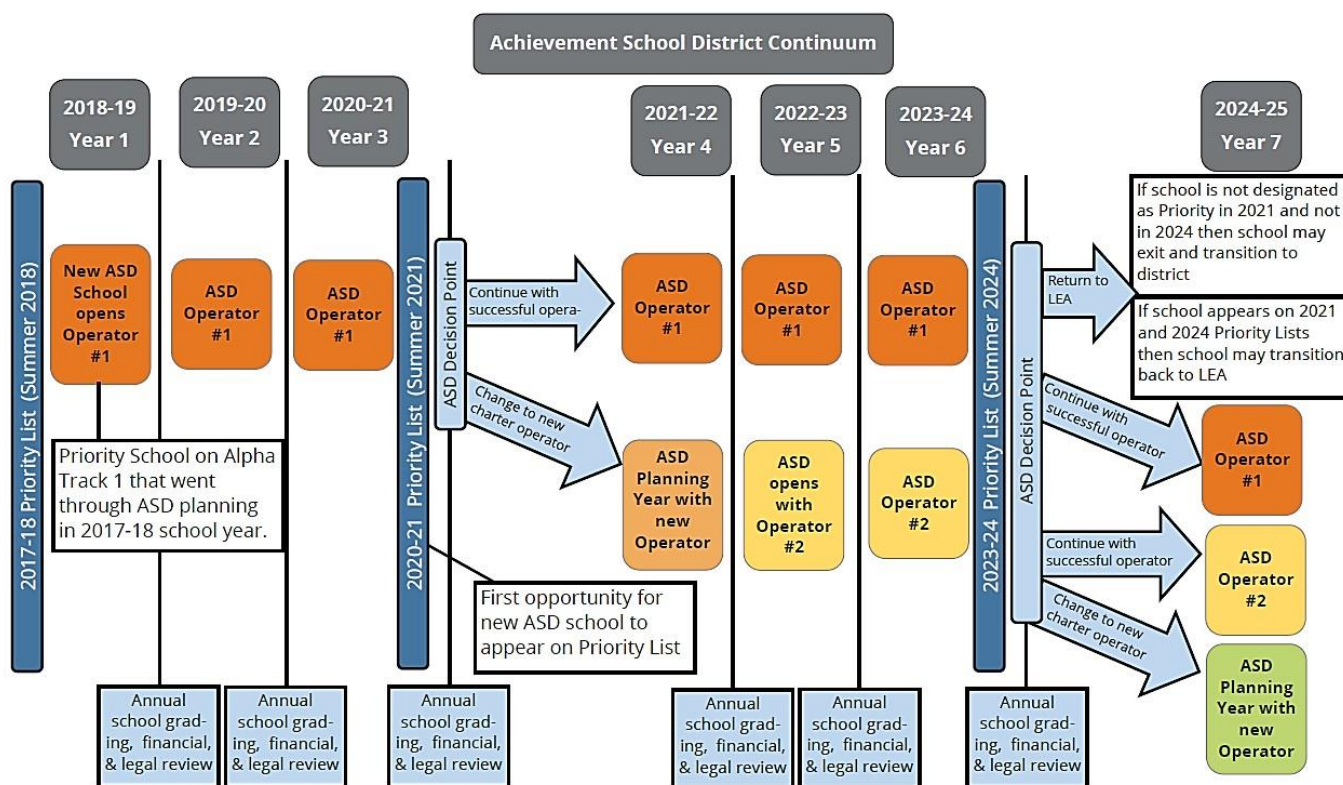 Achievement School District Continuum
2018-19
Year 1
2019-20
Year 2
2020-21
Year 3
2021-22
Year 4
2022-23
Year 5
2023-24
Year 6
2024-25
Year 7
2017-18 Priority List (Summer 2018)
New ASD
School
opens
Operator
#1
ASD
Operator
#1
ASD
Operator
#1
Priority School on Alpha
Track 1 that went
through ASD planning
in 2017-18 school year.
2020-21 Priority List (Summer 2021)
ASD Decision Point
Continue with
successful opera-
Change to new
charter operator
First opportunity for
new ASD school to
appear on Priority List
ASD
Operator
#1
ASD
Operator
#1
ASD
Operator
#1
ASD
Planning
Year with
new
Operator
ASD
opens
with
Operator
#2
ASD
Operator
#2
2023-24 Priority List (Summer 2024)
ASD Decision Point
Return to
LEA
If school is not designated
as Priority in 2021 and not
in 2024 then school may
exit and transition to
district
If school appears on 2021
and 2024 Priority Lists
then school may transition
back to LEA
Continue with
successful operator
ASD
Operator
#1
Continue with
successful operator
ASD
Operator
#2
Change to new
charter operator
ASD
Planning
Year with
new
Operator
Annual
school grad-
ing, financial,
& legal review
Annual
school grad-
ing, financial,
& legal review
Annual
school grad-
ing, financial,
& legal review
Annual
school grad-
ing, financial,
& legal review
Annual
school grad-
ing, financial,
& legal review
Annual
school grad-
ing, financial,
& legal review